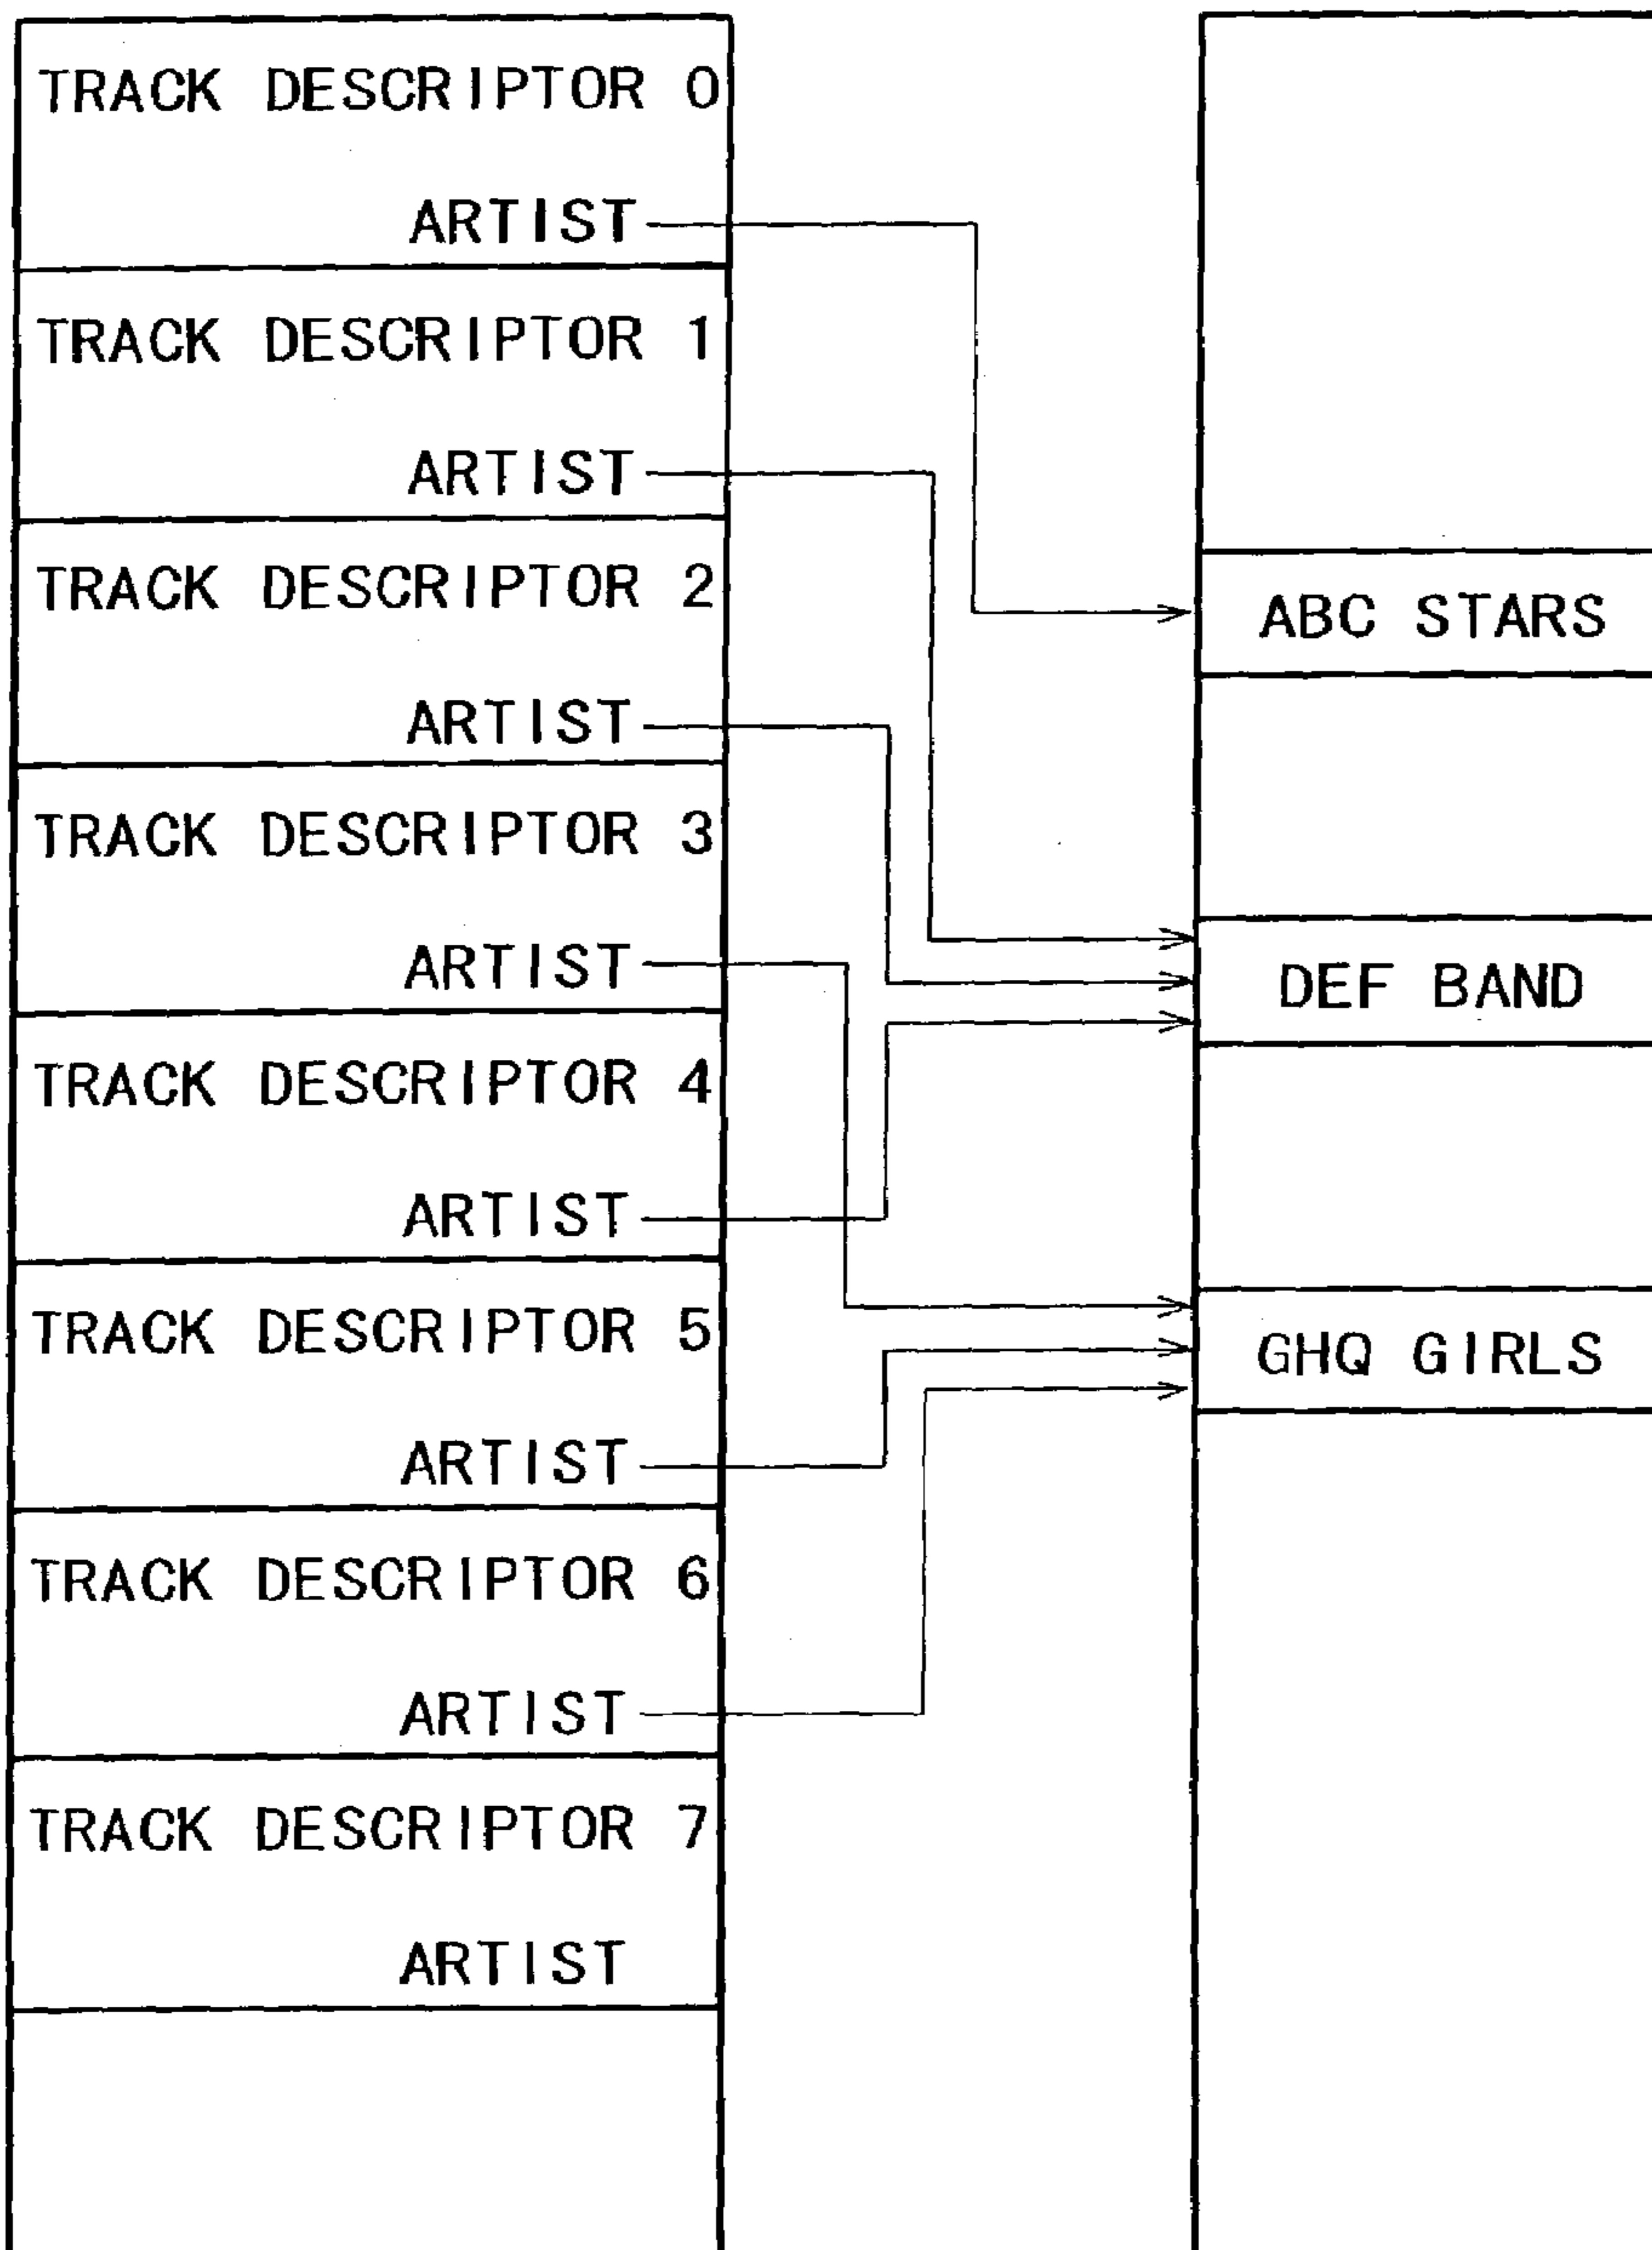 TRACK DESCRIPTOR 0
ARTIST
TRACK DESCRIPTOR 1
ARTIST
TRACK DESCRIPTOR 2
ARTIST
TRACK DESCRIPTOR 3
ARTIST
TRACK DESCRIPTOR 4
ARTIST
TRACK DESCRIPTOR 5
ARTIST
TRACK DESCRIPTOR 6
ARTIST
TRACK DESCRIPTOR 7
ARTIST
ABC STARS
DEF BAND
GHQ GIRLS